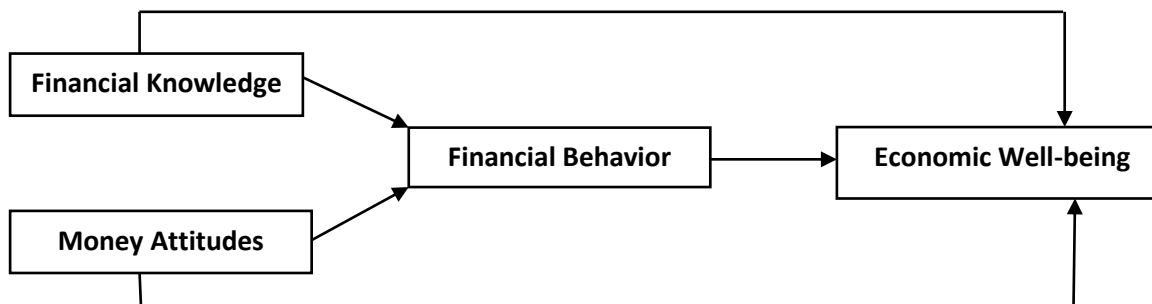 Financial Knowledge
Financial Behavior
Economic Well-being
Money Attitudes